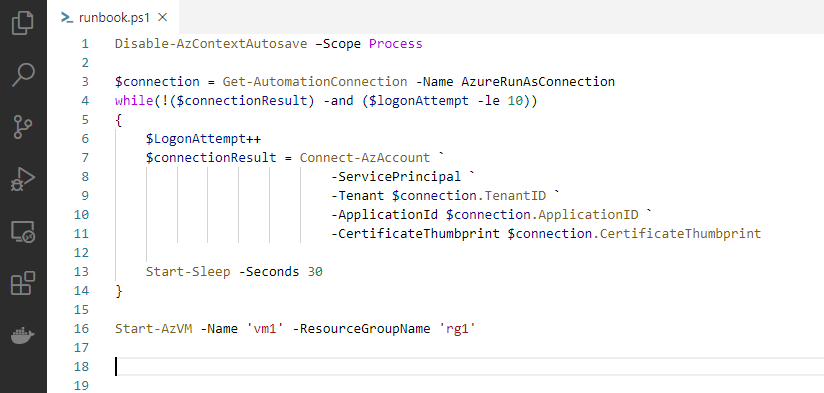 runbook.ps1
1 Disable-AzContextAutosave –Scope Process
2
3 $connection = Get-AutomationConnection -Name AzureRunAsConnection
4 while(!($connectionResult) -and ($logonAttempt -le 10))
5 {
6     $LogonAttempt++
7     $connectionResult = Connect-AzAccount `
8                             -ServicePrincipal `
9                             -Tenant $connection.TenantID `
10                             -ApplicationId $connection.ApplicationID `
11                             -CertificateThumbprint $connection.CertificateThumbprint
12
13     Start-Sleep -Seconds 30
14 }
15
16 Start-AzVM -Name 'vm1' -ResourceGroupName 'rg1'
17
18
19